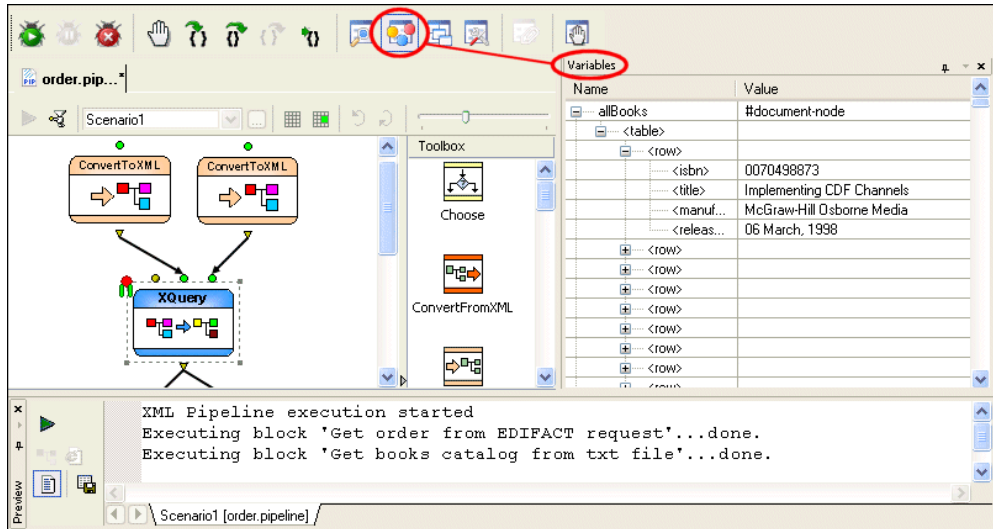 Variables
order.pip...*
Name Value
Scenario1
allBooks #document-node
<table>
<row>
<isbn> 0070498873
<title> Implementing CDF Channels
<manuf... McGraw-Hill Osborne Media
<releas... 06 March, 1998
<row>
<row>
<row>
<row>
<row>
<row>
<row>
<row>
ConvertToXML
ConvertToXML
XQuery
Toolbox
Choose
ConvertFromXML
XML Pipeline execution started
Executing block 'Get order from EDIFACT request'...done.
Executing block 'Get books catalog from txt file'...done.
Preview
Scenario1 [order.pipeline]